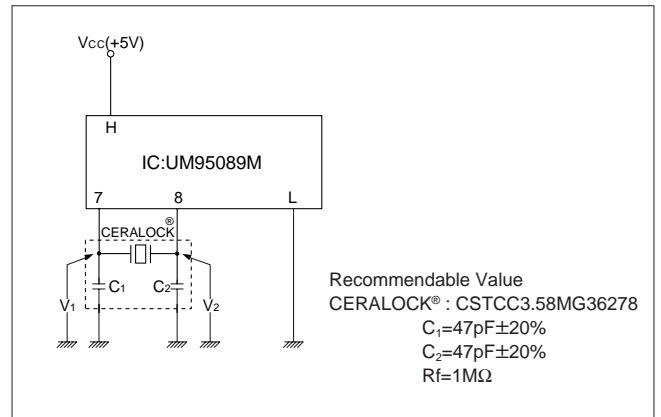 Vcc(+5V)
H
IC:UM95089M
7 8 L
CERALOCK®
C1 C2
V1 V2
Recommendable Value
CERALOCK® : CSTCC3.58MG36278
C1=47pF±20%
C2=47pF±20%
Rf=1MΩ